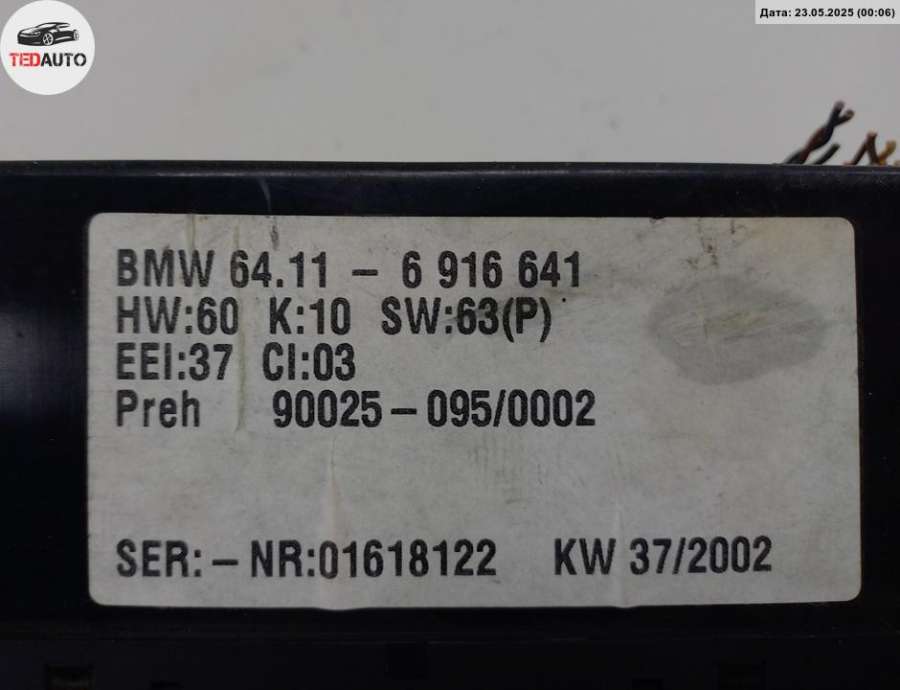 Дата: 23.05.2025 (00:06)
TEDAUTO
BMW 64.11 – 6 916 641
HW:60 K:10 SW:63(P)
EEI:37 CI:03
Preh 90025 – 095/0002
SER: – NR:01618122 KW 37/2002